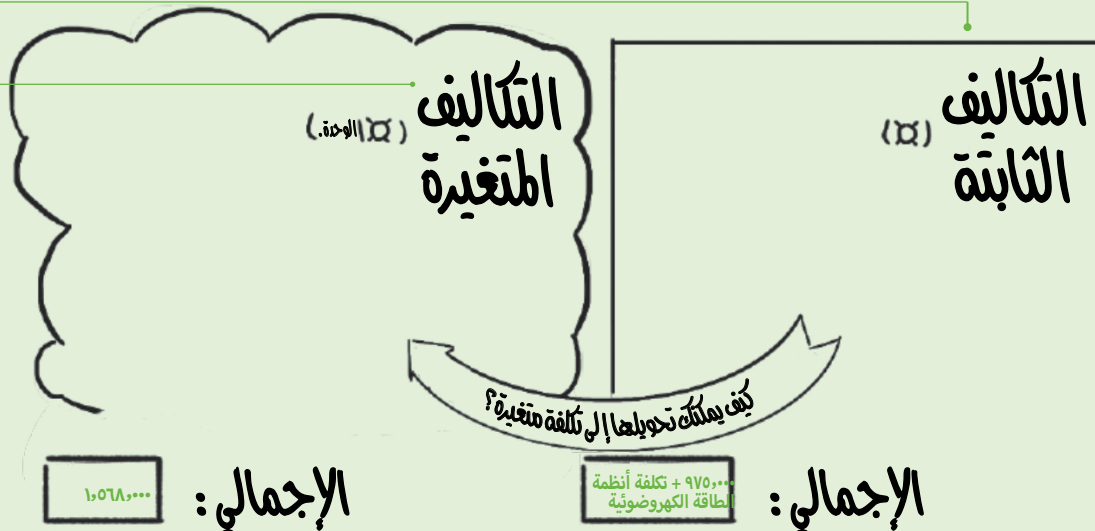 التكاليف
الثابتة
(¤)
التكاليف
المتغيرة
(¤\الوحدة.)
كيف يمكنك تحويلها إلى تكلفة متغيرة؟
الإجمالي:
٩٧٥,٠٠٠ + تكلفة أنظمة
الطاقة الكهروضوئية
الإجمالي:
١,٥٦٨,٠٠٠